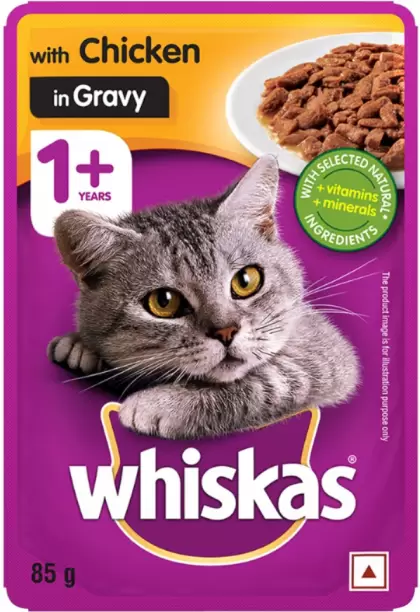 with Chicken
in Gravy
1+
YEARS
WITH SELECTED NATURAL*
+ vitamins
+ minerals
INGREDIENTS
The product image is for illustration purpose only
whiskas®
85 g